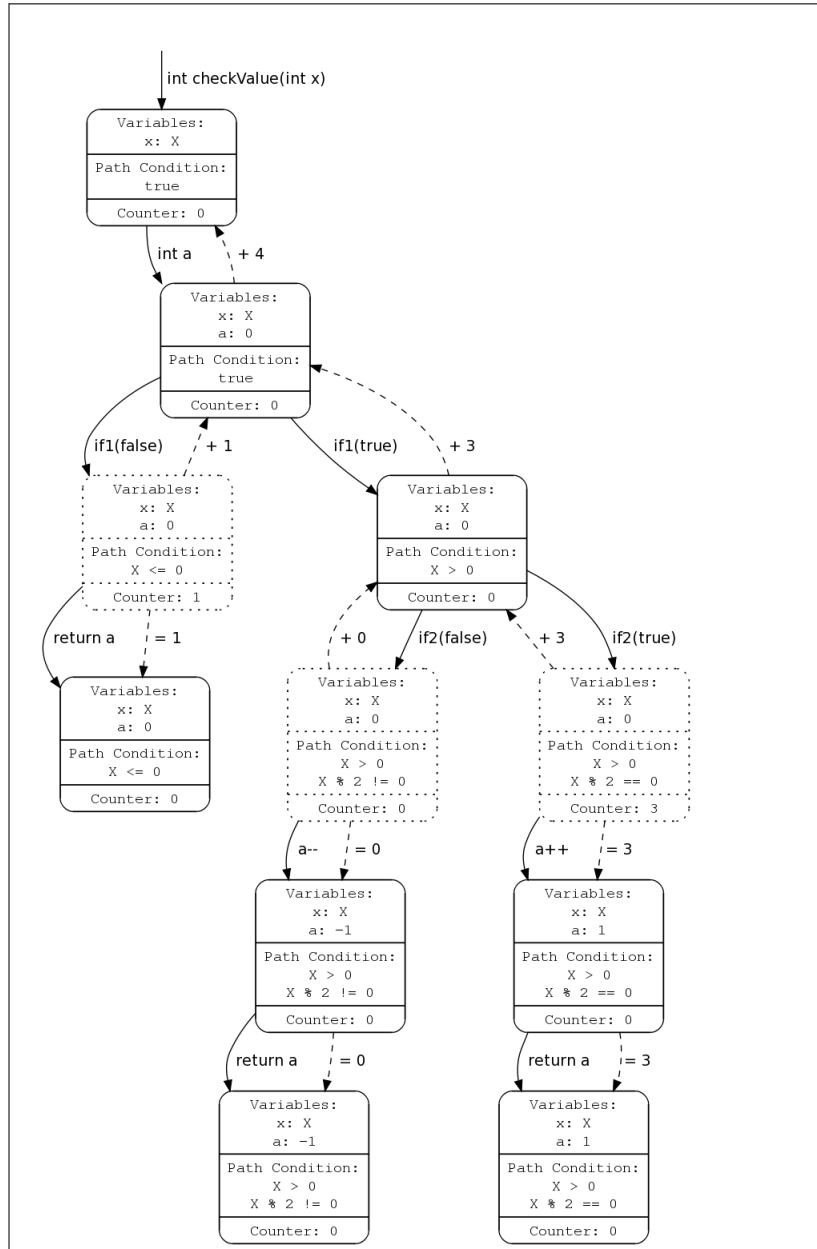 int checkValue(int x)
Variables:
x: X
Path Condition:
true
Counter: 0
int a
+ 4
Variables:
x: X
a: 0
Path Condition:
true
Counter: 0
if1(false)
+ 1
if1(true)
+ 3
Variables:
x: X
a: 0
Path Condition:
X <= 0
Counter: 1
Variables:
x: X
a: 0
Path Condition:
X > 0
Counter: 0
return a
= 1
+ 0
if2(false)
+ 3
if2(true)
Variables:
x: X
a: 0
Path Condition:
X <= 0
Counter: 0
Variables:
x: X
a: 0
Path Condition:
X > 0
X % 2 != 0
Counter: 0
Variables:
x: X
a: 0
Path Condition:
X > 0
X % 2 == 0
Counter: 3
a--
= 0
a++
= 3
Variables:
x: X
a: -1
Path Condition:
X > 0
X % 2 != 0
Counter: 0
Variables:
x: X
a: 1
Path Condition:
X > 0
X % 2 == 0
Counter: 0
return a
= 0
return a
= 3
Variables:
x: X
a: -1
Path Condition:
X > 0
X % 2 != 0
Counter: 0
Variables:
x: X
a: 1
Path Condition:
X > 0
X % 2 == 0
Counter: 0